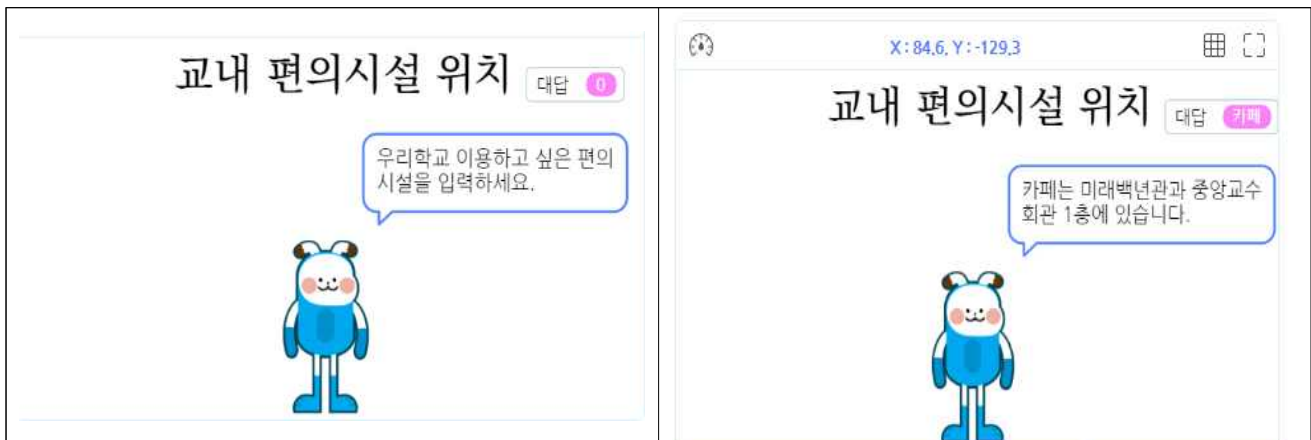 교내 편의시설 위치
대답 0
우리학교 이용하고 싶은 편의
시설을 입력하세요.
X : 84.6, Y : -129.3
교내 편의시설 위치
대답 카페
카페는 미래백년관과 중앙교수
회관 1층에 있습니다.